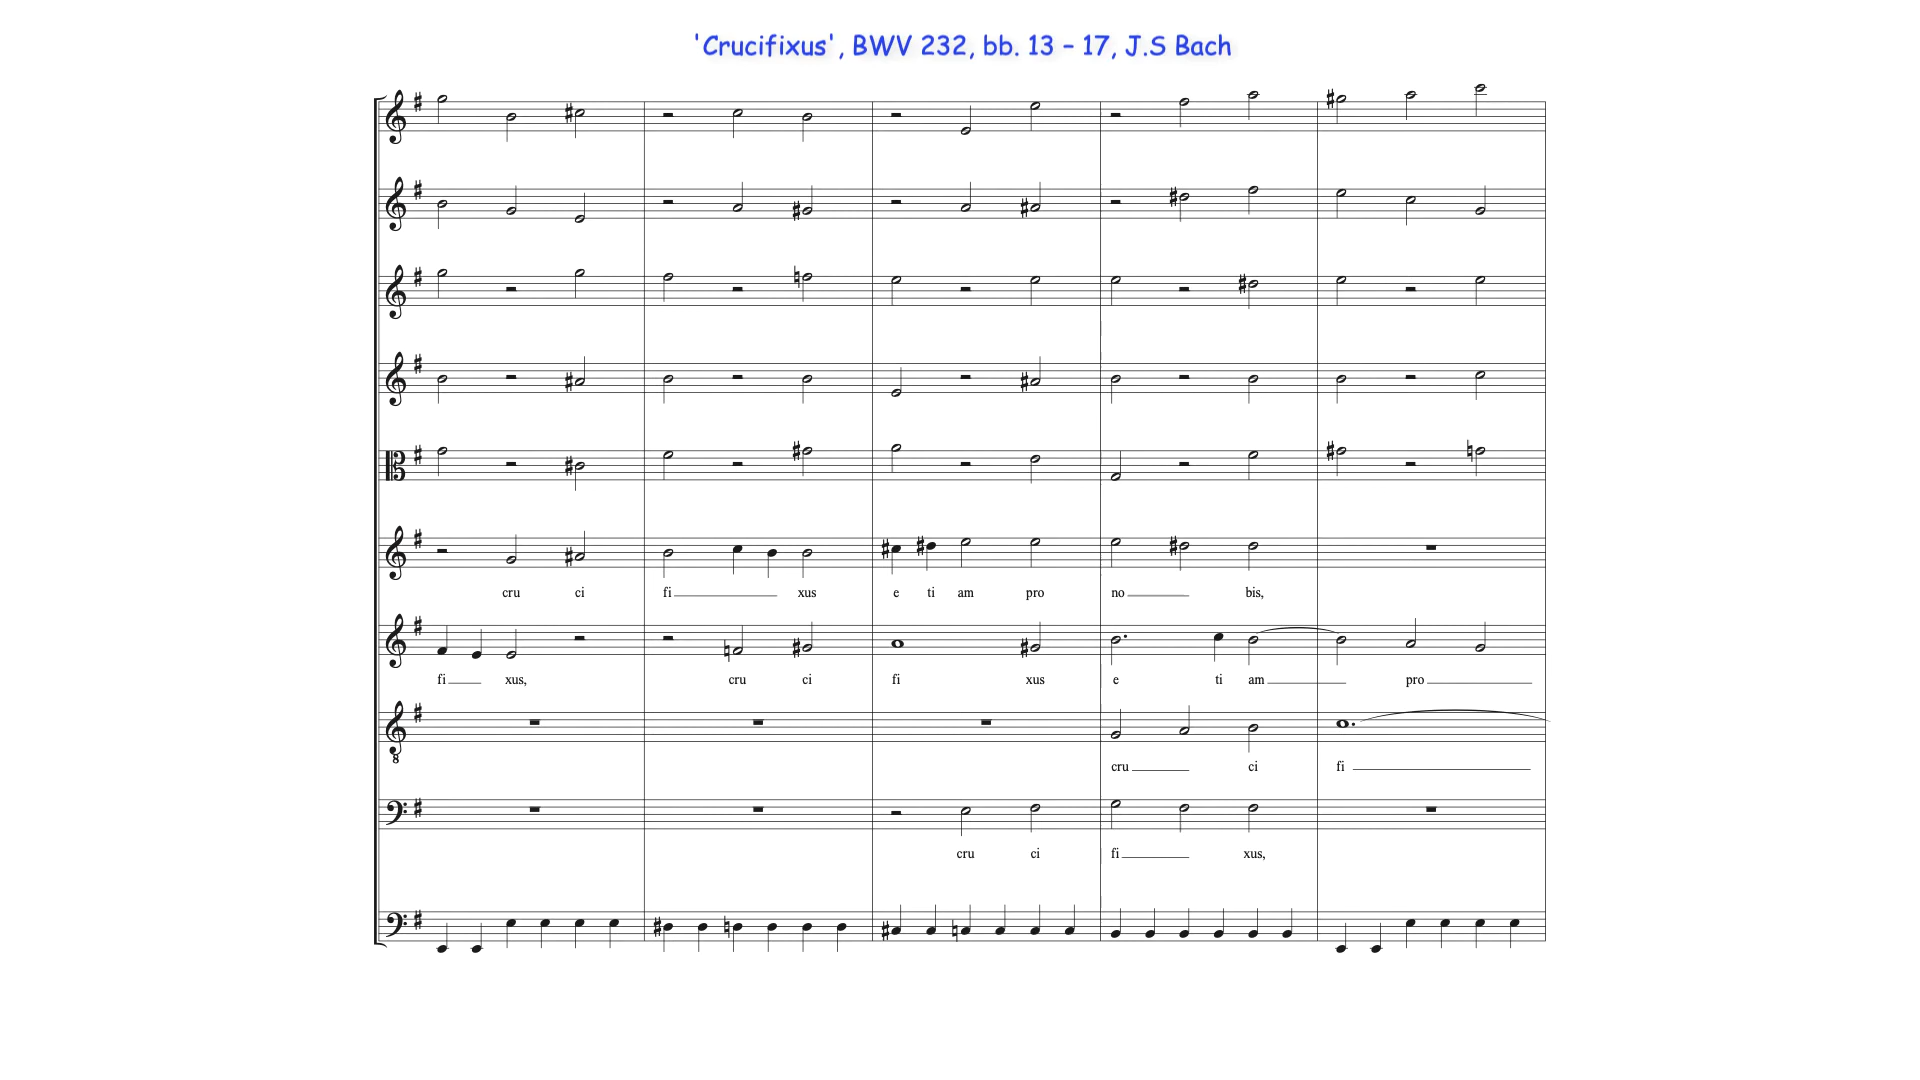 'Crucifixus', BWV 232, bb. 13 – 17, J.S Bach
cru ci fi xus e ti am pro no bis,
fi xus, cru ci fi xus e ti am pro
8
cru ci fi
cru ci fi xus,